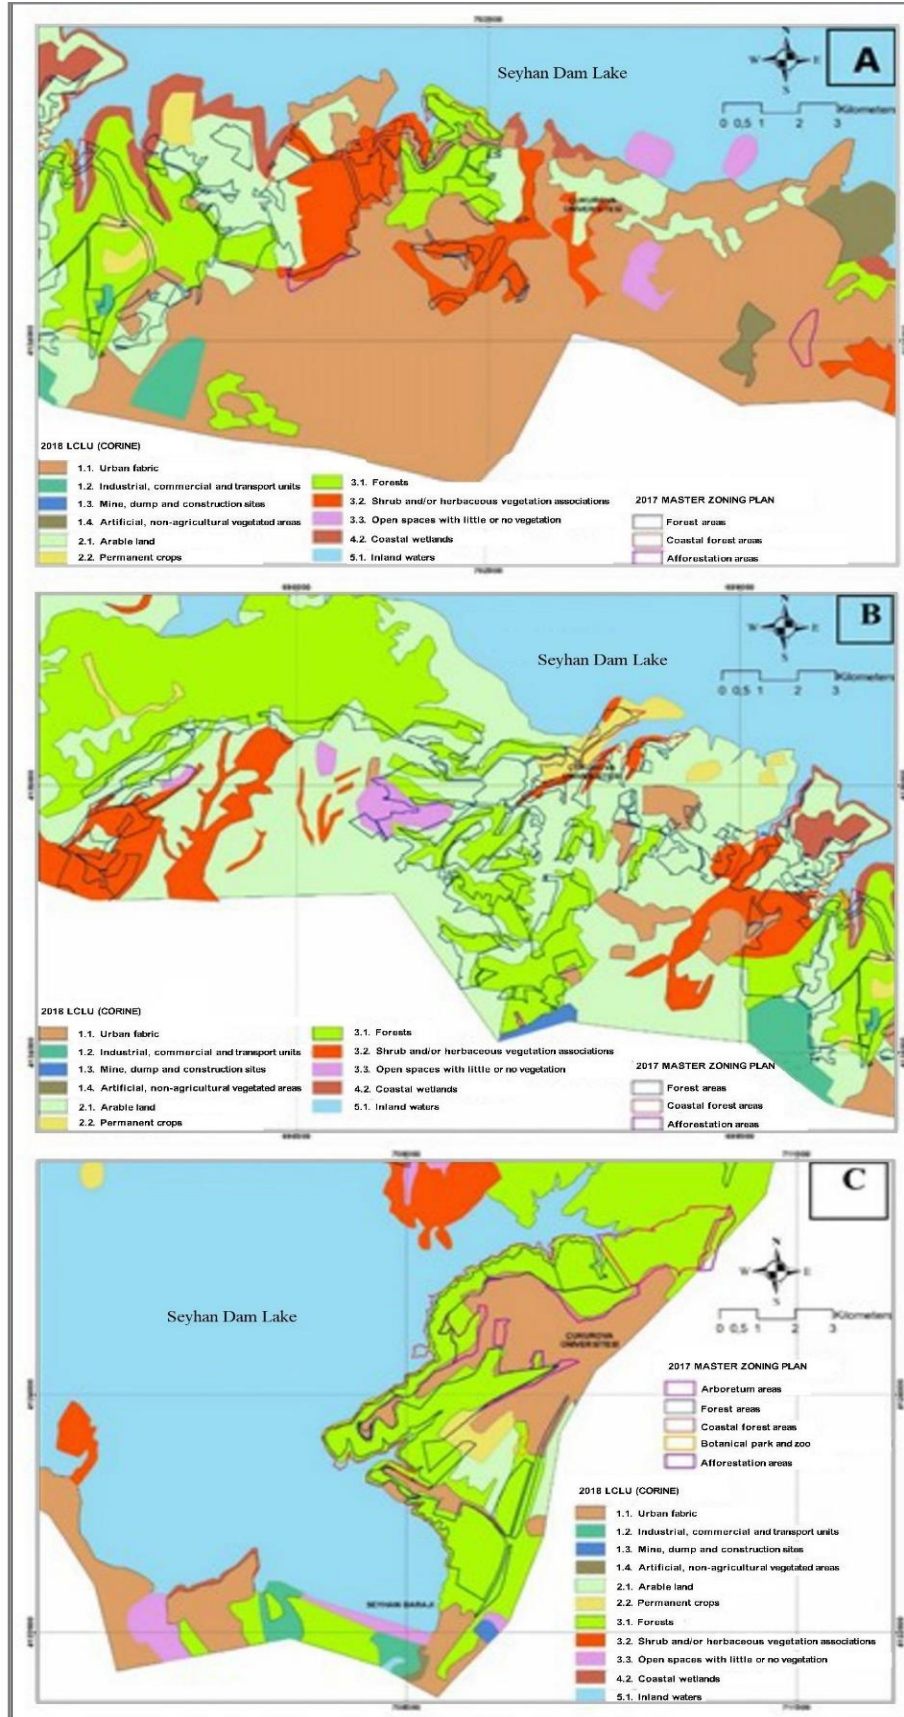 A
Seyhan Dam Lake
N
W E
S
Kilometers
0 0,5 1 2 3
CUKUROVA
UNIVERSITESI
2018 LCLU (CORINE)
1.1. Urban fabric
1.2. Industrial, commercial and transport units
1.3. Mine, dump and construction sites
1.4. Artificial, non-agricultural vegetated areas
2.1. Arable land
2.2. Permanent crops
3.1. Forests
3.2. Shrub and/or herbaceous vegetation associations
3.3. Open spaces with little or no vegetation
4.2. Coastal wetlands
5.1. Inland waters
2017 MASTER ZONING PLAN
Forest areas
Coastal forest areas
Afforestation areas
B
Seyhan Dam Lake
N
W E
S
Kilometers
0 0,5 1 2 3
CUKUROVA
UNIVERSITESI
2018 LCLU (CORINE)
1.1. Urban fabric
1.2. Industrial, commercial and transport units
1.3. Mine, dump and construction sites
1.4. Artificial, non-agricultural vegetated areas
2.1. Arable land
2.2. Permanent crops
3.1. Forests
3.2. Shrub and/or herbaceous vegetation associations
3.3. Open spaces with little or no vegetation
4.2. Coastal wetlands
5.1. Inland waters
2017 MASTER ZONING PLAN
Forest areas
Coastal forest areas
Afforestation areas
C
N
W E
S
Seyhan Dam Lake
Kilometers
0 0,5 1 2 3
CUKUROVA
UNIVERSITESI
2017 MASTER ZONING PLAN
Arboretum areas
Forest areas
Coastal forest areas
Botanical park and zoo
Afforestation areas
2018 LCLU (CORINE)
1.1. Urban fabric
1.2. Industrial, commercial and transport units
1.3. Mine, dump and construction sites
1.4. Artificial, non-agricultural vegetated areas
2.1. Arable land
2.2. Permanent crops
3.1. Forests
3.2. Shrub and/or herbaceous vegetation associations
3.3. Open spaces with little or no vegetation
4.2. Coastal wetlands
5.1. Inland waters
SEYHAN BARAJI